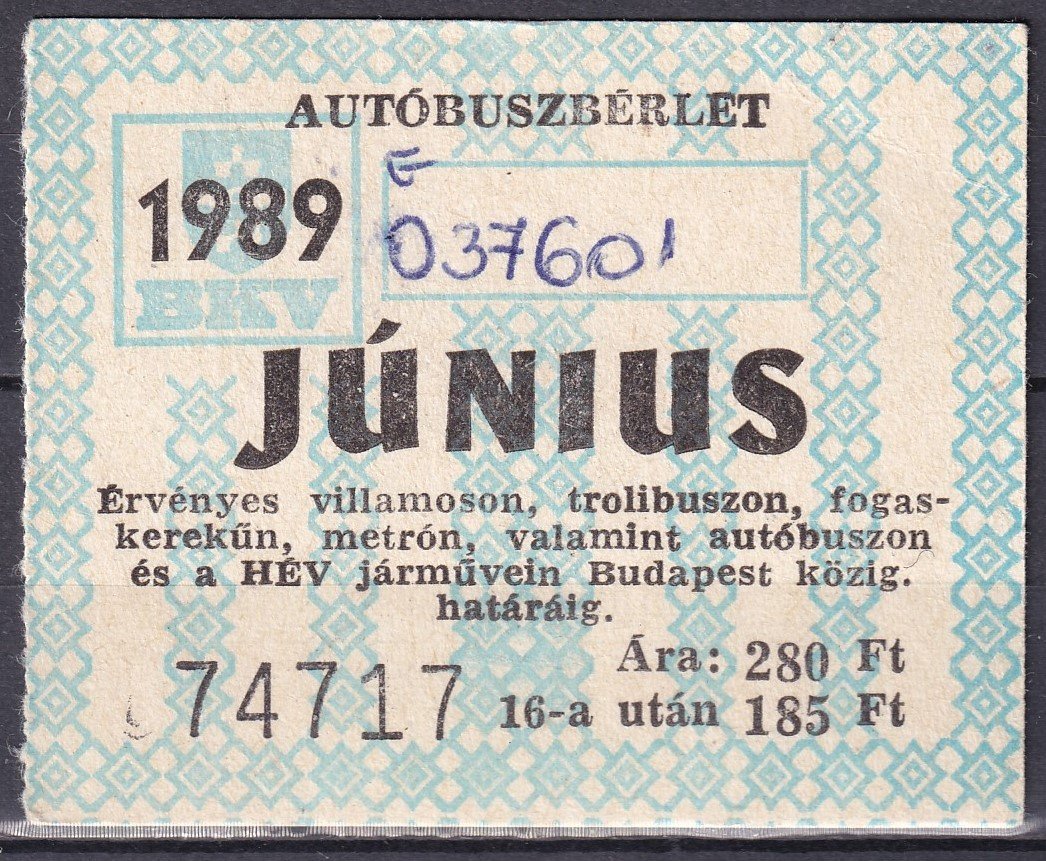 AUTÓBUSZBÉRLET
1989
BKV
E
037601
JÚNIUS
Érvényes villamoson, trolibuszon, fogas-
kerekűn, metrón, valamint autóbuszon
és a HÉV járművein Budapest közig.
határáig.
74717
Ára: 280 Ft
16-a után 185 Ft